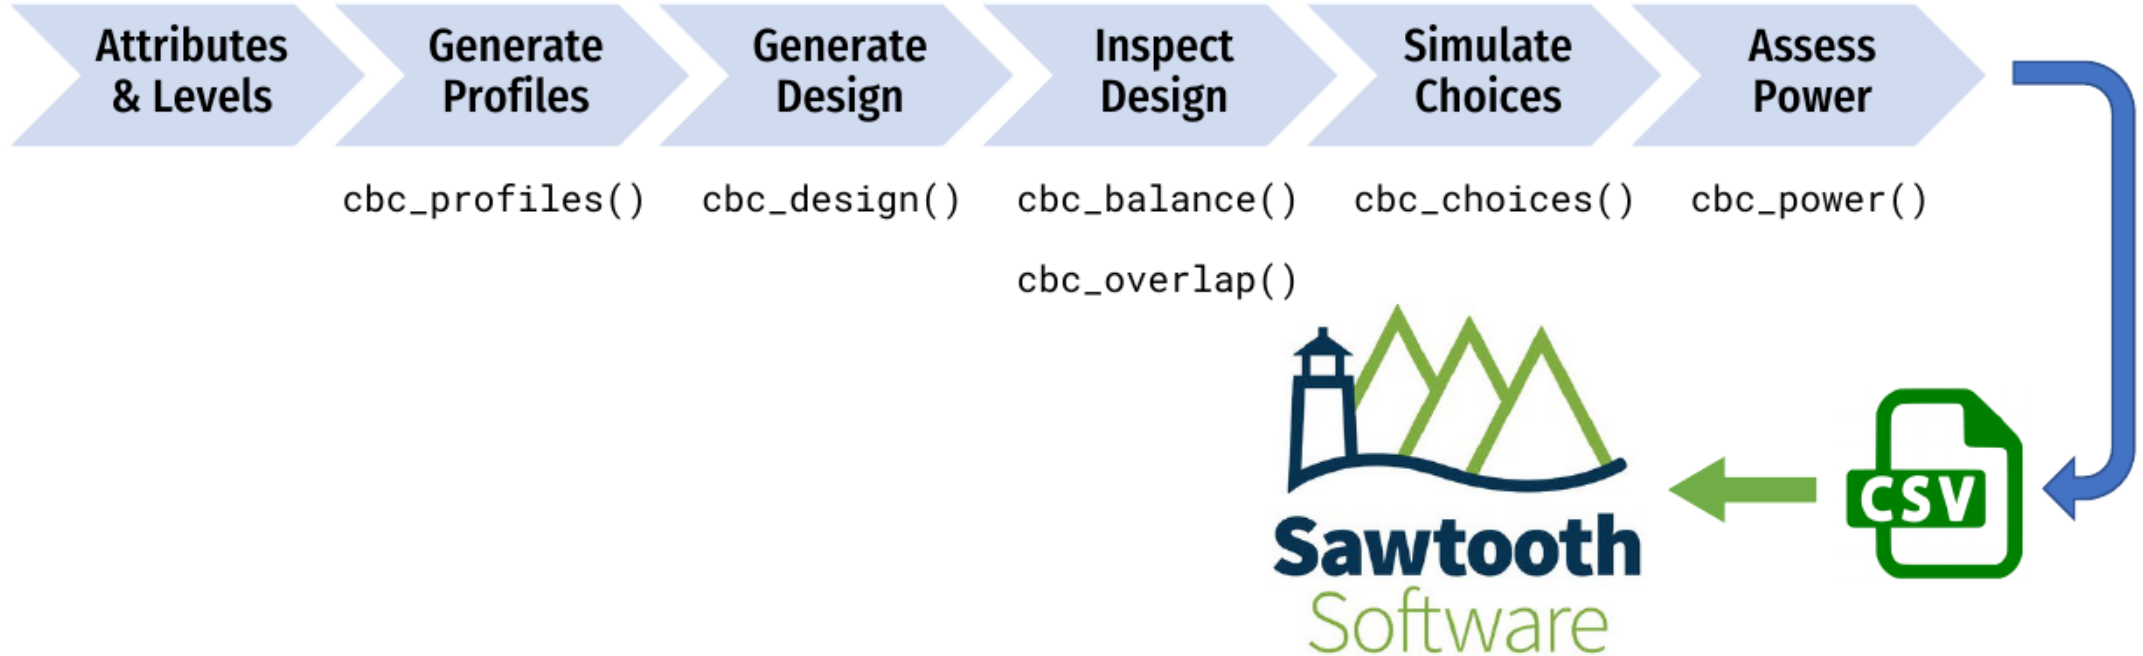 Attributes
& Levels
Generate
Profiles
Generate
Design
Inspect
Design
Simulate
Choices
Assess
Power
cbc_profiles()
cbc_design()
cbc_balance()
cbc_choices()
cbc_power()
cbc_overlap()
CSV
Sawtooth
Software